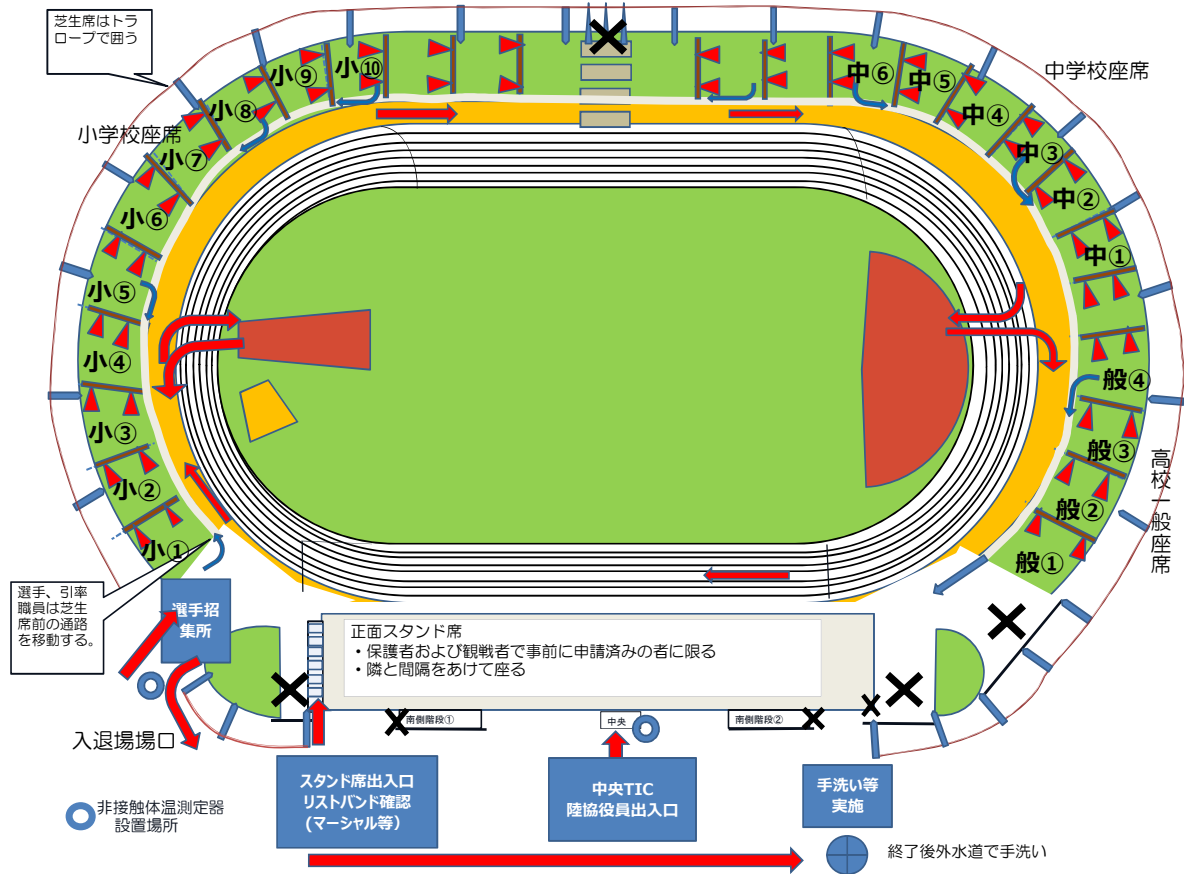 芝生席はトラ
ロープで囲う
小学校座席
中学校座席
小⑩
小⑨
小⑧
小⑦
小⑥
小⑤
小④
小③
小②
小①
中⑥
中⑤
中④
中③
中②
中①
般④
般③
般②
般①
高校一般座席
選手、引率
職員は芝生
席前の通路
を移動する。
選手招
集所
正面スタンド席
・保護者および観戦者で事前に申請済みの者に限る
・隣と間隔をあけて座る
南側階段①
中央
南側階段②
入退場場口
非接触体温測定器
設置場所
スタンド席出入口
リストバンド確認
(マーシャル等)
中央TIC
陸協役員出入口
手洗い等
実施
終了後外水道で手洗い